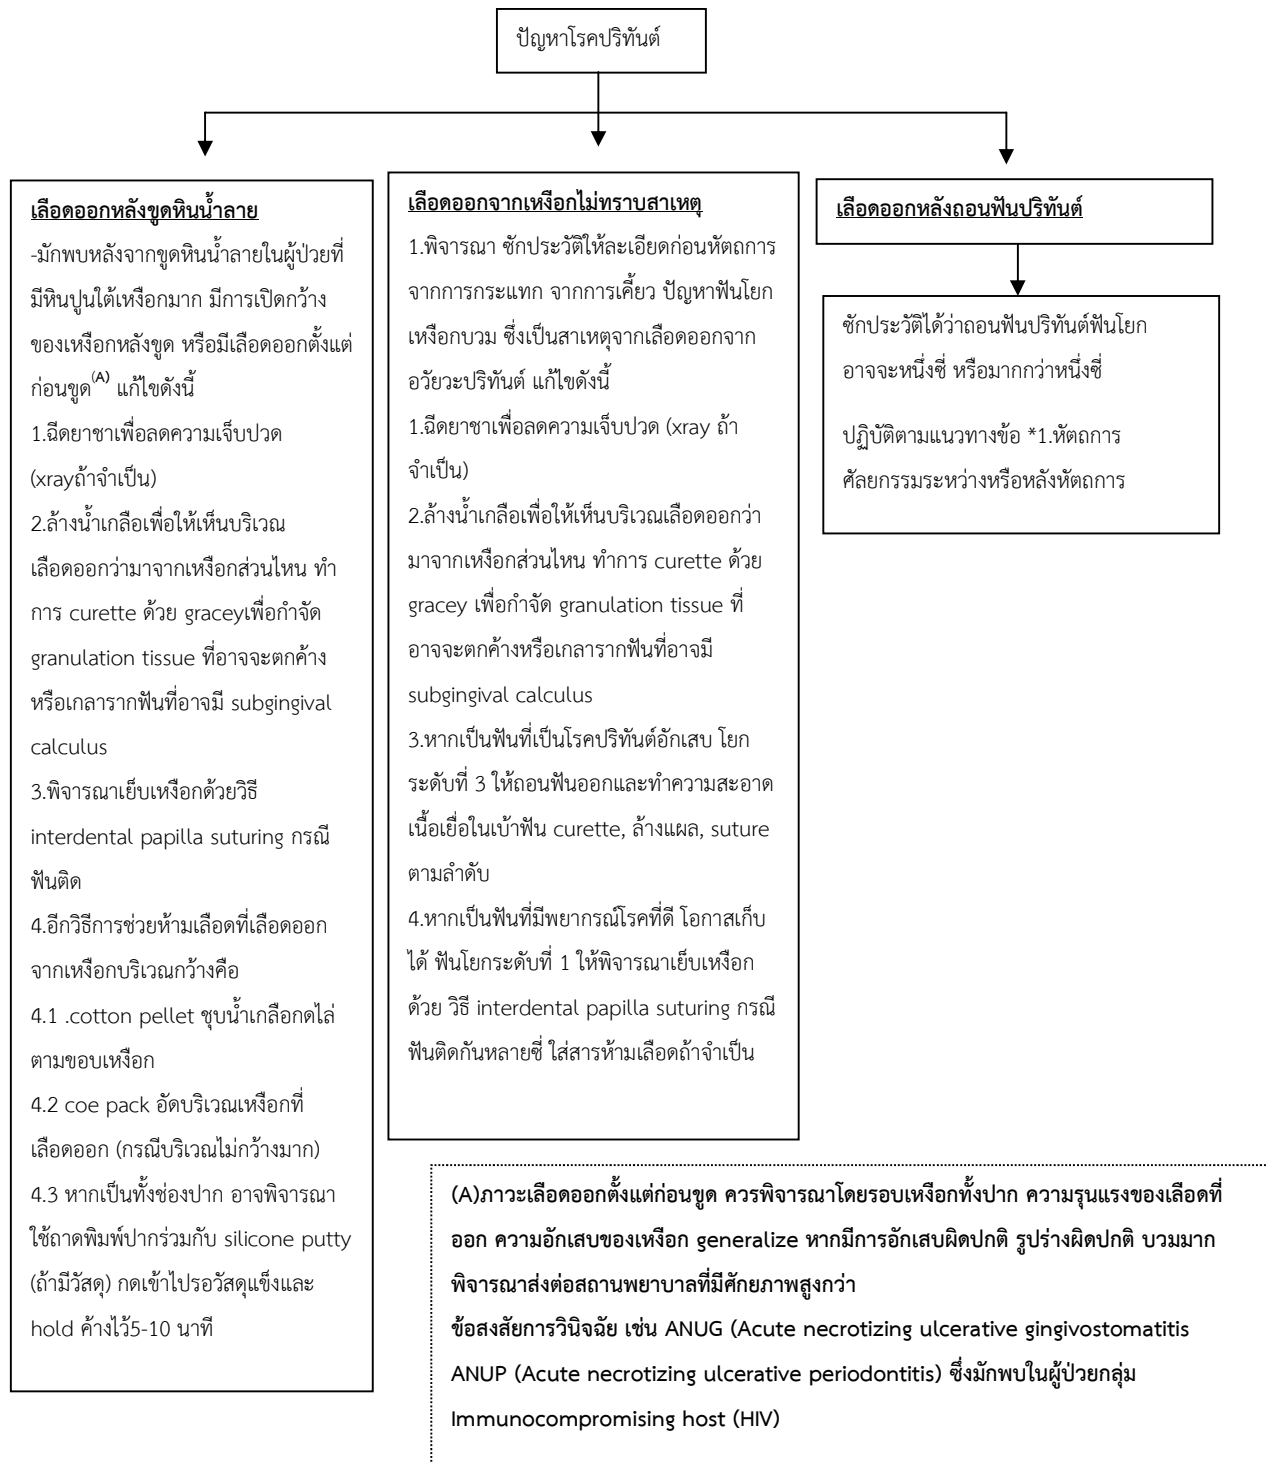 ปัญหาโรคปริทันต์
เลือดออกหลังขูดหินน้ำลาย
-มักพบหลังจากขูดหินน้ำลายในผู้ป่วยที่
มีหินปูนใต้เหงือกมาก มีการเปิดกว้าง
ของเหงือกหลังขูด หรือมีเลือดออกตั้งแต่
ก่อนขูด(A) แก้ไขดังนี้
1.ฉีดยาชาเพื่อลดความเจ็บปวด
(xrayถ้าจำเป็น)
2.ล้างน้ำเกลือเพื่อให้เห็นบริเวณ
เลือดออกว่ามาจากเหงือกส่วนไหน ทำ
การ curette ด้วย graceyเพื่อกำจัด
granulation tissue ที่อาจจะตกค้าง
หรือเกลารากฟันที่อาจมี subgingival
calculus
3.พิจารณาเย็บเหงือกด้วยวิธี
interdental papilla suturing กรณี
ฟันติด
4.อีกวิธีการช่วยห้ามเลือดที่เลือดออก
จากเหงือกบริเวณกว้างคือ
4.1 .cotton pellet ชุบน้ำเกลือกดไล่
ตามขอบเหงือก
4.2 coe pack อัดบริเวณเหงือกที่
เลือดออก (กรณีบริเวณไม่กว้างมาก)
4.3 หากเป็นทั้งช่องปาก อาจพิจารณา
ใช้ถาดพิมพ์ปากร่วมกับ silicone putty
(ถ้ามีวัสดุ) กดเข้าไปรอวัสดุแข็งและ
hold ค้างไว้5-10 นาที
เลือดออกจากเหงือกไม่ทราบสาเหตุ
1.พิจารณา ซักประวัติให้ละเอียดก่อนหัตถการ
จากการกระแทก จากการเคี้ยว ปัญหาฟันโยก
เหงือกบวม ซึ่งเป็นสาเหตุจากเลือดออกจาก
อวัยวะปริทันต์ แก้ไขดังนี้
1.ฉีดยาชาเพื่อลดความเจ็บปวด (xray ถ้า
จำเป็น)
2.ล้างน้ำเกลือเพื่อให้เห็นบริเวณเลือดออกว่า
มาจากเหงือกส่วนไหน ทำการ curette ด้วย
gracey เพื่อกำจัด granulation tissue ที่
อาจจะตกค้างหรือเกลารากฟันที่อาจมี
subgingival calculus
3.หากเป็นฟันที่เป็นโรคปริทันต์อักเสบ โยก
ระดับที่ 3 ให้ถอนฟันออกและทำความสะอาด
เนื้อเยื่อในเบ้าฟัน curette, ล้างแผล, suture
ตามลำดับ
4.หากเป็นฟันที่มีพยากรณ์โรคที่ดี โอกาสเก็บ
ได้ ฟันโยกระดับที่ 1 ให้พิจารณาเย็บเหงือก
ด้วย วิธี interdental papilla suturing กรณี
ฟันติดกันหลายซี่ ใส่สารห้ามเลือดถ้าจำเป็น
เลือดออกหลังถอนฟันปริทันต์
ซักประวัติได้ว่าถอนฟันปริทันต์ฟันโยก
อาจจะหนึ่งซี่ หรือมากกว่าหนึ่งซี่
ปฏิบัติตามแนวทางข้อ *1.หัตถการ
ศัลยกรรมระหว่างหรือหลังหัตถการ
(A)ภาวะเลือดออกตั้งแต่ก่อนขูด ควรพิจารณาโดยรอบเหงือกทั้งปาก ความรุนแรงของเลือดที่
ออก ความอักเสบของเหงือก generalize หากมีการอักเสบผิดปกติ รูปร่างผิดปกติ บวมมาก
พิจารณาส่งต่อสถานพยาบาลที่มีศักยภาพสูงกว่า
ข้อสงสัยการวินิจฉัย เช่น ANUG (Acute necrotizing ulcerative gingivostomatitis
ANUP (Acute necrotizing ulcerative periodontitis) ซึ่งมักพบในผู้ป่วยกลุ่ม
Immunocompromising host (HIV)